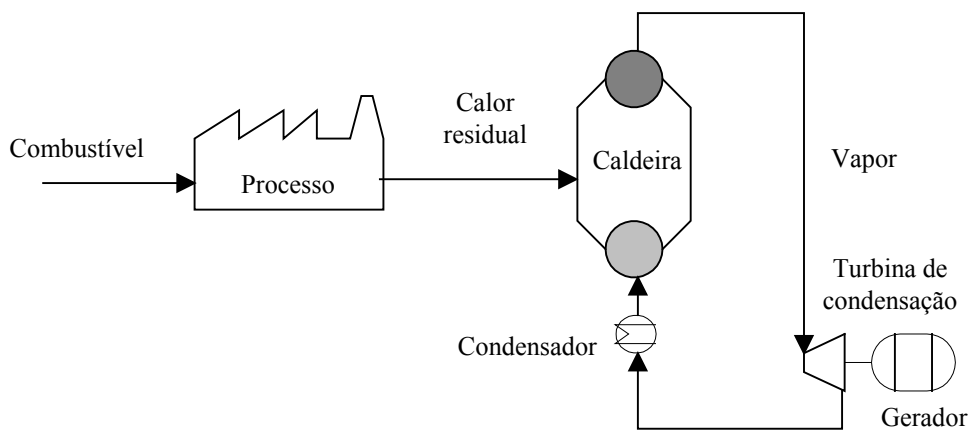 Combustível
Processo
Calor
residual
Caldeira
Vapor
Condensador
Turbina de
condensação
Gerador